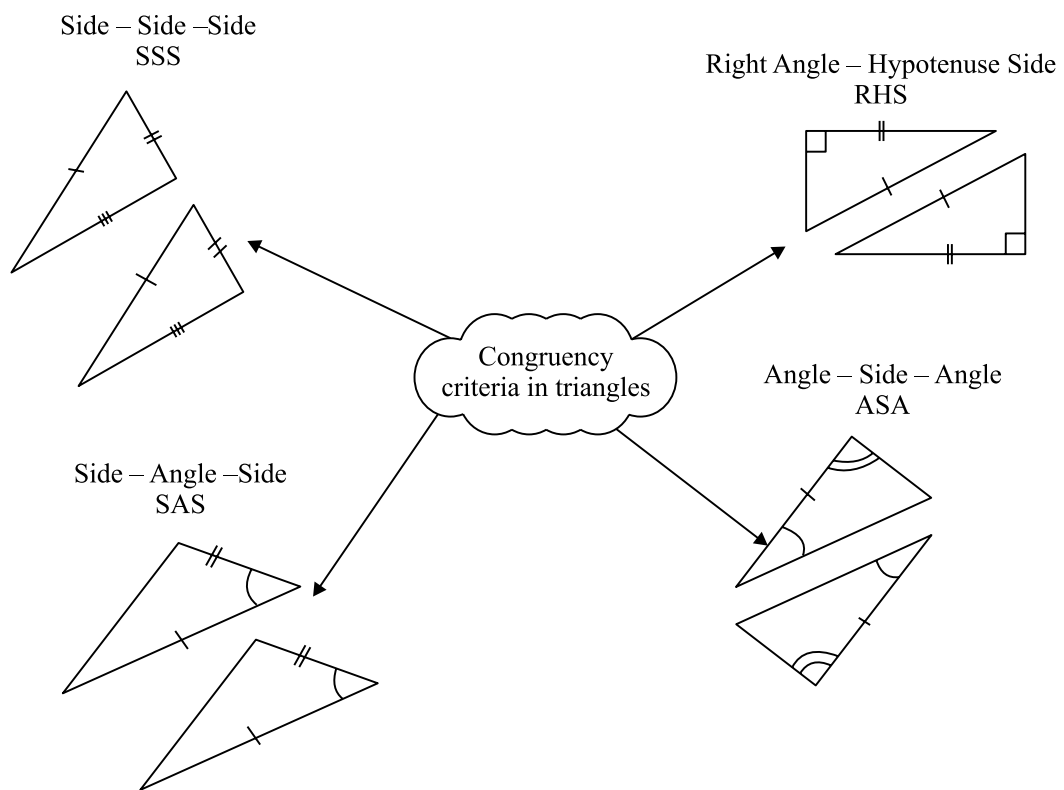 Side – Side –Side
SSS
Right Angle – Hypotenuse Side
RHS
Congruency
criteria in triangles
Angle – Side – Angle
ASA
Side – Angle –Side
SAS